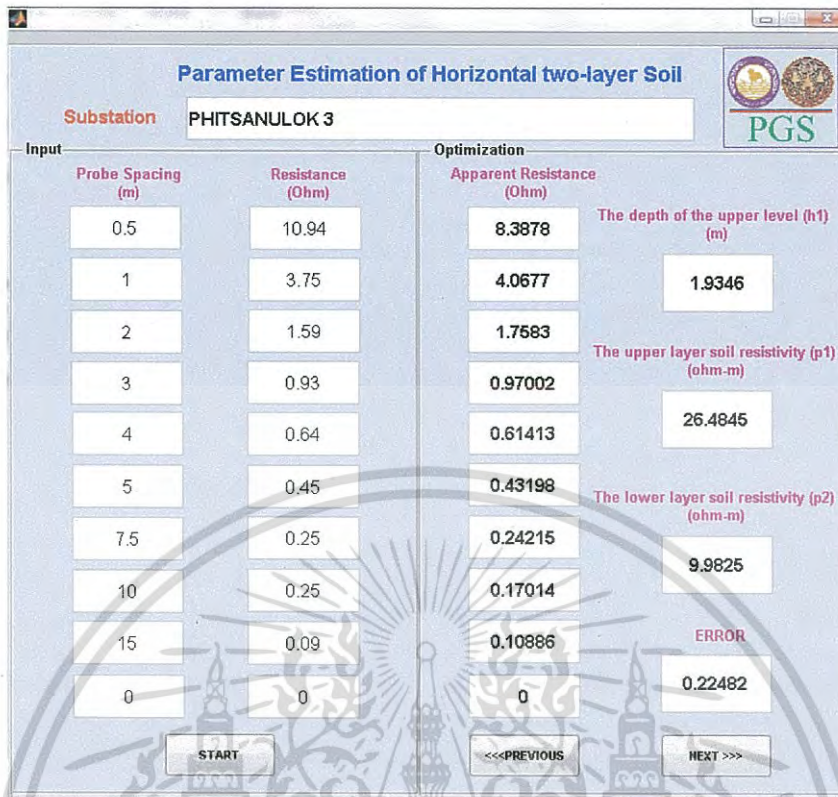 Parameter Estimation of Horizontal two-layer Soil
Substation PHITSANULOK 3
PGS
Input
Probe Spacing
(m)
Resistance
(Ohm)
0.5 10.94
1 3.75
2 1.59
3 0.93
4 0.64
5 0.45
7.5 0.25
10 0.25
15 0.09
0 0
START
Optimization
Apparent Resistance
(Ohm)
8.3878
4.0677
1.7583
0.97002
0.61413
0.43198
0.24215
0.17014
0.10886
0
The depth of the upper level (h1)
(m)
1.9346
The upper layer soil resistivity (p1)
(ohm-m)
26.4845
The lower layer soil resistivity (p2)
(ohm-m)
9.9825
ERROR
0.22482
<<<PREVIOUS
NEXT >>>